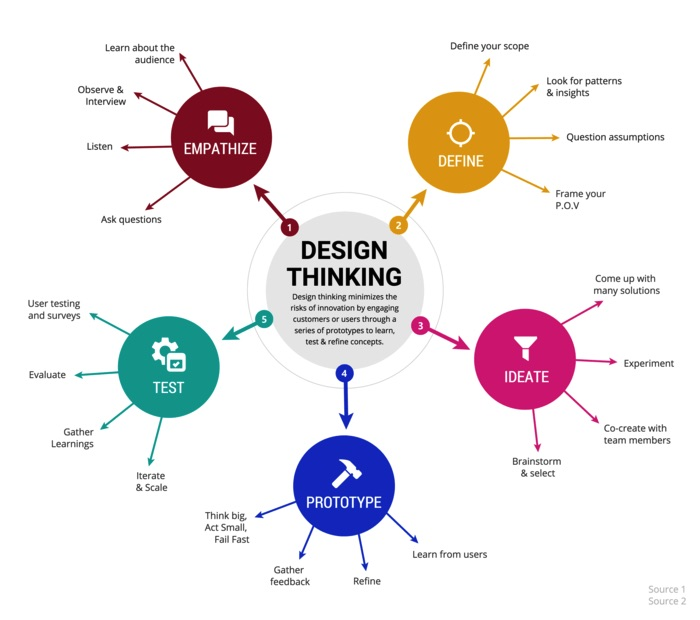 DESIGN
THINKING
Design thinking minimizes the
risks of innovation by engaging
customers or users through a
series of prototypes to learn,
test & refine concepts.
1
EMPATHIZE
Learn about the
audience
Observe &
Interview
Listen
Ask questions
2
DEFINE
Define your scope
Look for patterns
& insights
Question assumptions
Frame your
P.O.V
3
IDEATE
Come up with
many solutions
Experiment
Co-create with
team members
Brainstorm
& select
4
PROTOTYPE
Think big,
Act Small,
Fail Fast
Gather
feedback
Refine
Learn from users
5
TEST
User testing
and surveys
Evaluate
Gather
Learnings
Iterate
& Scale
Source 1
Source 2